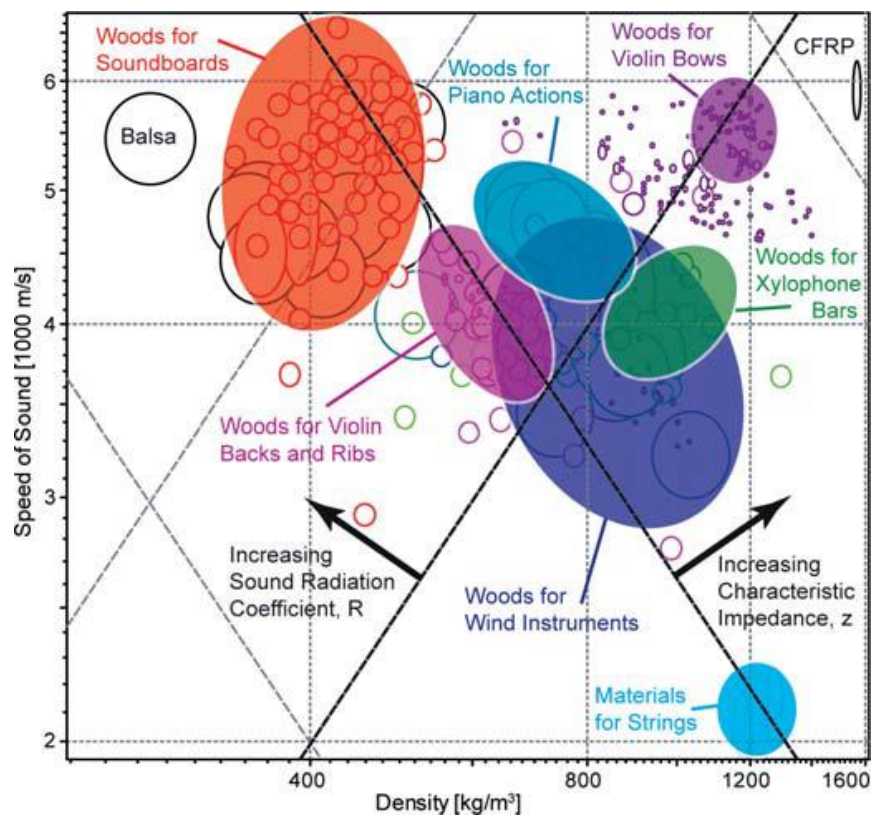 Woods for
Soundboards
Woods for
Piano Actions
Woods for
Violin Bows
CFRP
Balsa
Woods for
Xylophone
Bars
Woods for Violin
Backs and Ribs
Increasing
Sound Radiation
Coefficient, R
Woods for
Wind Instruments
Increasing
Characteristic
Impedance, z
Materials
for Strings
Speed of Sound [1000 m/s]
6
5
4
3
2
400
800
1200
1600
Density [kg/m³]